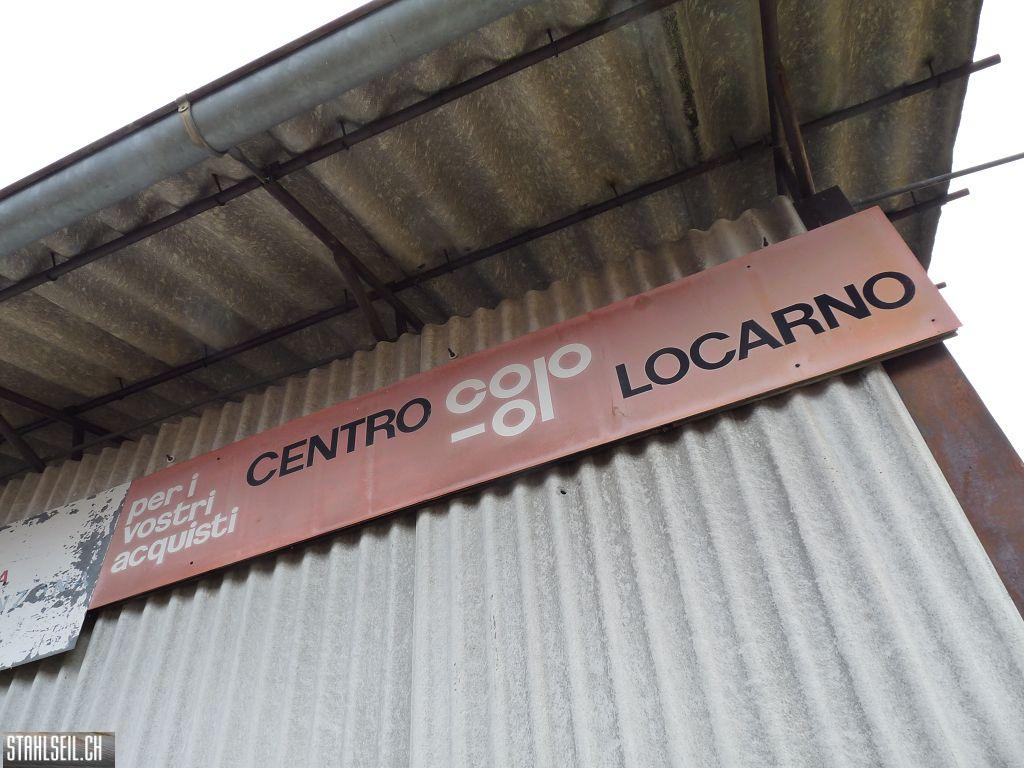 per i
vostri
acquisti
CENTRO coop LOCARNO
STAHLSEIL.CH